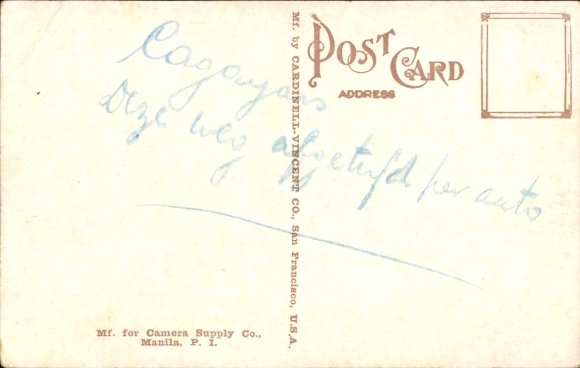 Cagayan
Deze weg afgetufd per auto
POST CARD
ADDRESS
Mf. by CARDINELL-VINCENT CO., San Francisco, U.S.A.
Mf. for Camera Supply Co.,
Manila, P. I.